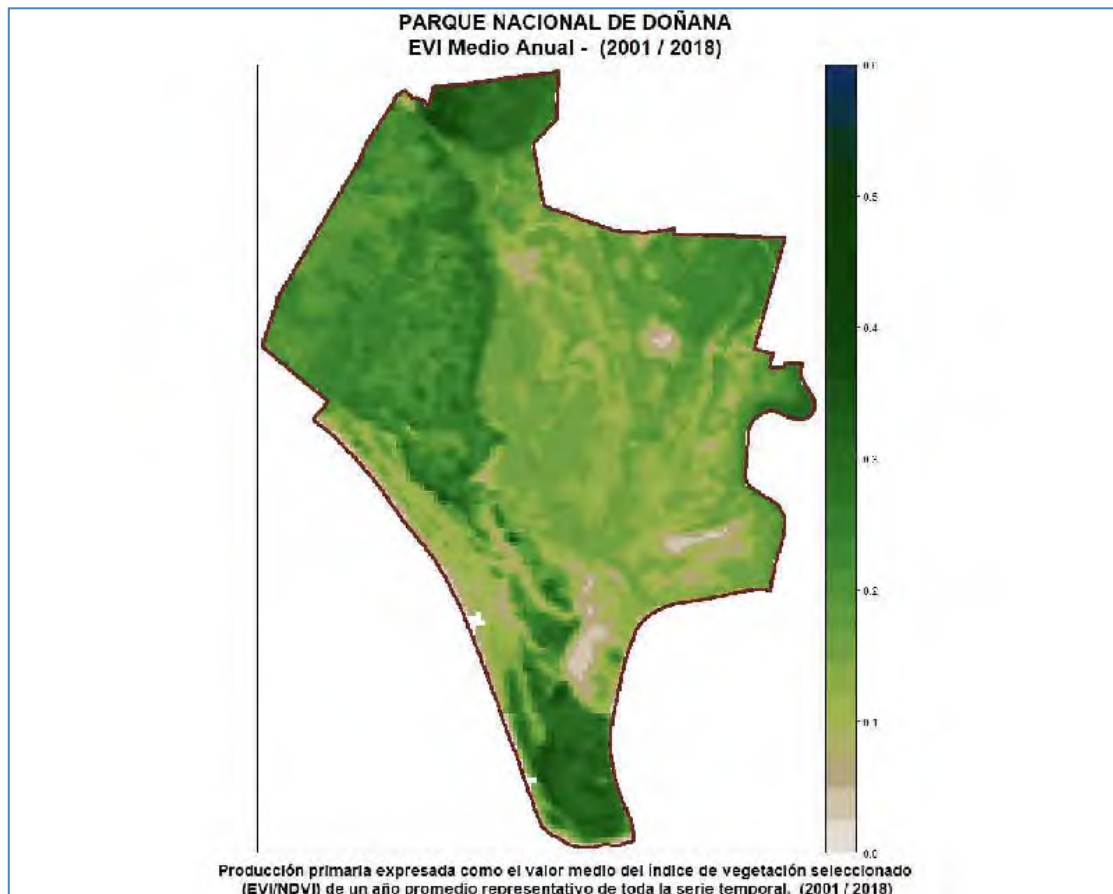 PARQUE NACIONAL DE DOÑANA
EVI Medio Anual - (2001 / 2018)
0.6
0.5
0.4
0.3
0.2
0.1
0.0
Producción primaria expresada como el valor medio del índice de vegetación seleccionado
(EVI/NDVI) de un año promedio representativo de toda la serie temporal. (2001 / 2018)